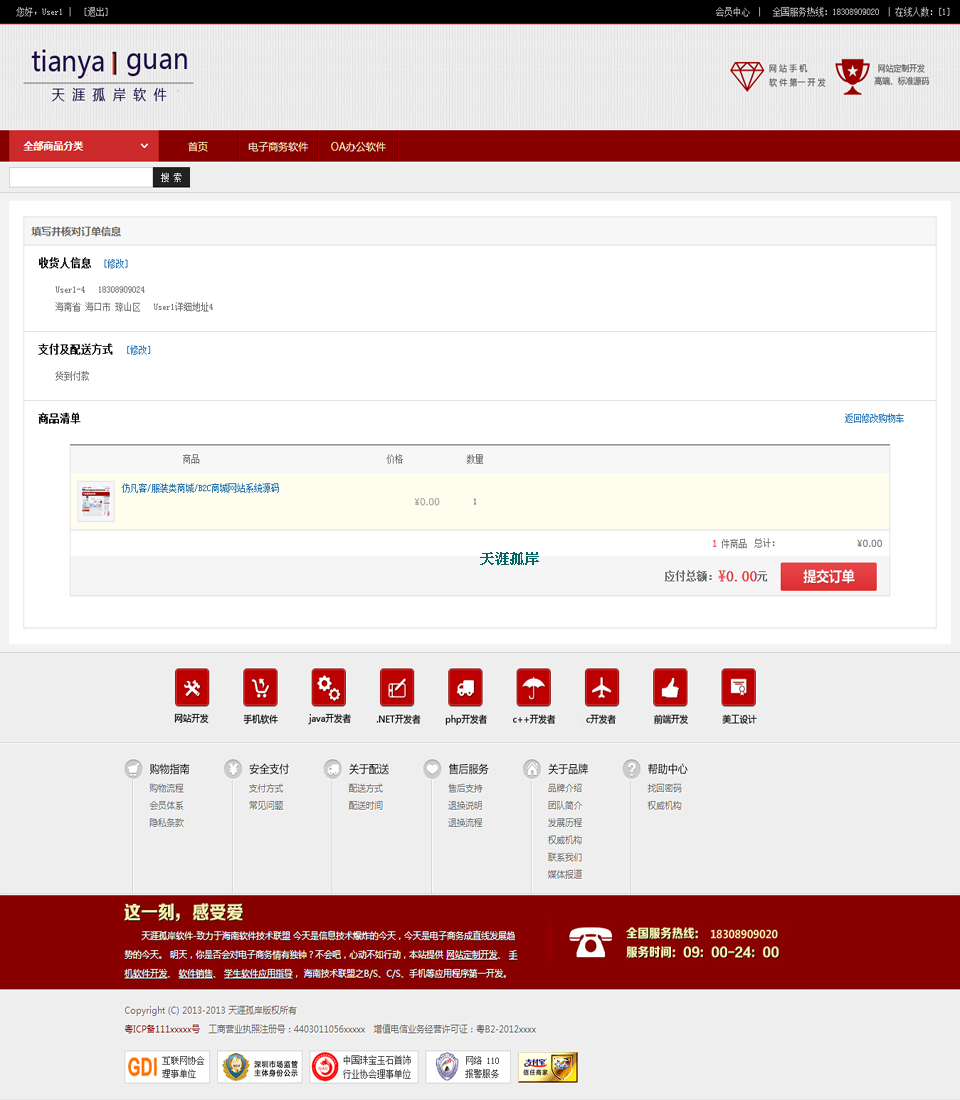 您好，User1 | [退出]
会员中心 | 全国服务热线：18308909020 | 在线人数：[1]
tianya guan
天涯孤岸软件
网站手机
软件第一开发
网站定制开发
高端、标准源码
全部商品分类 首页 电子商务软件 OA办公软件
搜 索
填写并核对订单信息
收货人信息 [修改]
User1-4 18308909024
海南省 海口市 琼山区 User1详细地址4
支付及配送方式 [修改]
货到付款
商品清单 返回修改购物车
商品 价格 数量
仿凡客/服装类商城/B2C商城网站系统源码
¥0.00 1
1 件商品 总计： ¥0.00
天涯孤岸
应付总额：¥0.00元 提交订单
网站开发 手机软件 java开发者 .NET开发者 php开发者 c++开发者 c开发者 前端开发 美工设计
购物指南
购物流程
会员体系
隐私条款
安全支付
支付方式
常见问题
关于配送
配送方式
配送时间
售后服务
售后支持
退换说明
退换流程
关于品牌
品牌介绍
团队简介
发展历程
权威机构
联系我们
媒体报道
帮助中心
找回密码
权威机构
这一刻，感受爱
天涯孤岸软件-致力于海南软件技术联盟 今天是信息技术爆炸的今天，今天是电子商务成直线发展趋
势的今天。 明天，你是否会对电子商务情有独钟？不会吧，心动不如行动，本站提供 网站定制开发、 手
机软件开发、 软件销售、 学生软件应用指导 ，海南技术联盟之B/S、C/S、手机等应用程序第一开发。
全国服务热线： 18308909020
服务时间：09：00-24：00
Copyright (C) 2013-2013 天涯孤岸版权所有
粤ICP备111xxxxx号 工商营业执照注册号：4403011056xxxxx 增值电信业务经营许可证：粤B2-2012xxxx
GDI 互联网协会
理事单位
深圳市场监管
主体身份公示
中国珠宝玉石首饰
行业协会理事单位
网络 110
报警服务
支付宝
信任商家